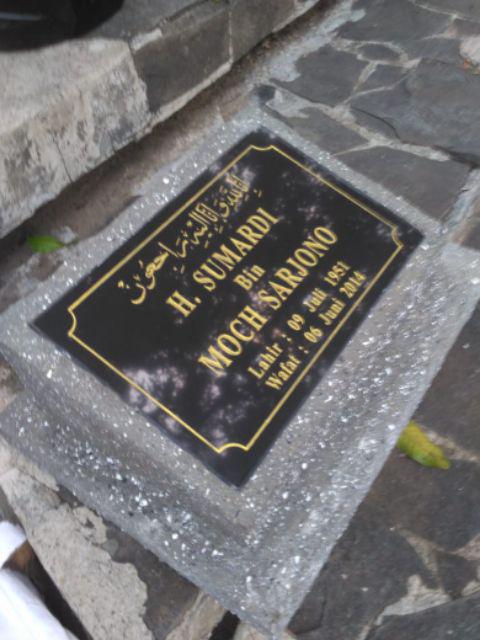 إنا لله وإنا إليه راجعون
H. SUMARDI
Bin
MOCH SARJONO
Lahir : 09 Juli 1951
Wafat : 06 Juni 2014